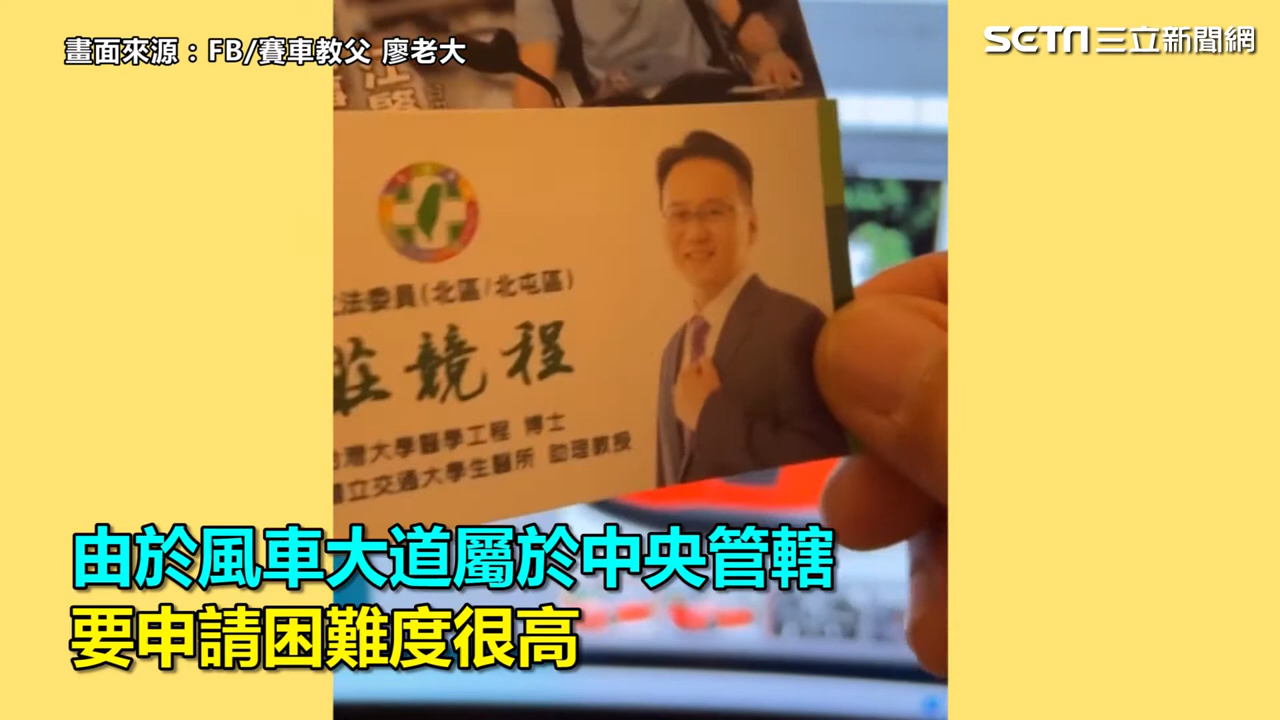 畫面來源：FB/賽車教父 廖老大
SETN三立新聞網
立法委員(北區/北屯區)
莊競程
台灣大學醫學工程 博士
國立交通大學生醫所 助理教授
由於風車大道屬於中央管轄
要申請困難度很高